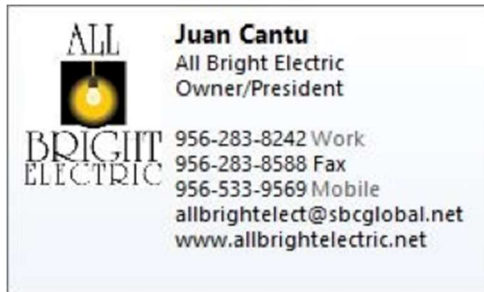 ALL
BRIGHT
ELECTRIC
Juan Cantu
All Bright Electric
Owner/President
956-283-8242 Work
956-283-8588 Fax
956-533-9569 Mobile
allbrightelect@sbcglobal.net
www.allbrightelectric.net